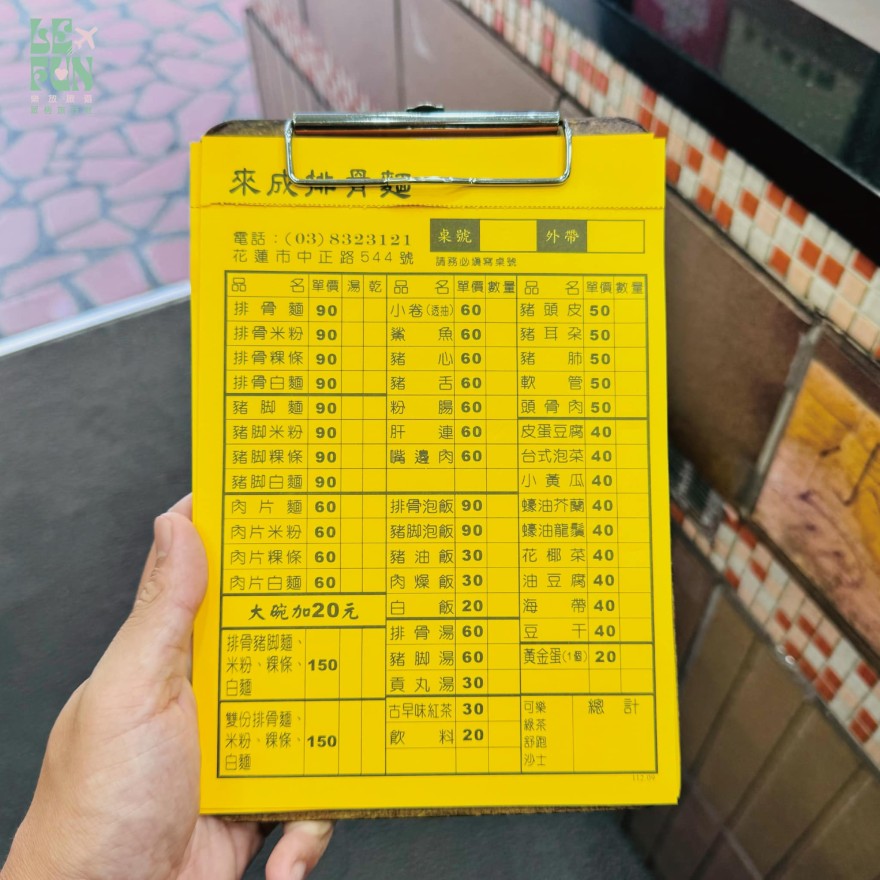 LE
FUN
來成排骨麵
電話：(03)8323121
花蓮市中正路544號
桌號 外帶
請務必填寫桌號
品名 單價 湯 乾
排骨麵 90
排骨米粉 90
排骨粿條 90
排骨白麵 90
豬脚麵 90
豬脚米粉 90
豬脚粿條 90
豬脚白麵 90
肉片麵 60
肉片米粉 60
肉片粿條 60
肉片白麵 60
大碗加20元
排骨豬脚麵、
米粉、粿條、 150
白麵
雙份排骨麵、
米粉、粿條、 150
白麵
品名 單價 數量
小卷(透抽) 60
鯊魚 60
豬心 60
豬舌 60
粉腸 60
肝連 60
嘴邊肉 60
排骨泡飯 90
豬脚泡飯 90
豬油飯 30
肉燥飯 30
白飯 20
排骨湯 60
豬脚湯 60
貢丸湯 30
古早味紅茶 30
飲料 20
品名 單價 數量
豬頭皮 50
豬耳朶 50
豬肺 50
軟管 50
頭骨肉 50
皮蛋豆腐 40
台式泡菜 40
小黃瓜 40
蠔油芥蘭 40
蠔油龍鬚 40
花椰菜 40
油豆腐 40
海帶 40
豆干 40
黃金蛋(1個) 20
可樂
綠茶
舒跑
沙士
總計
112.09